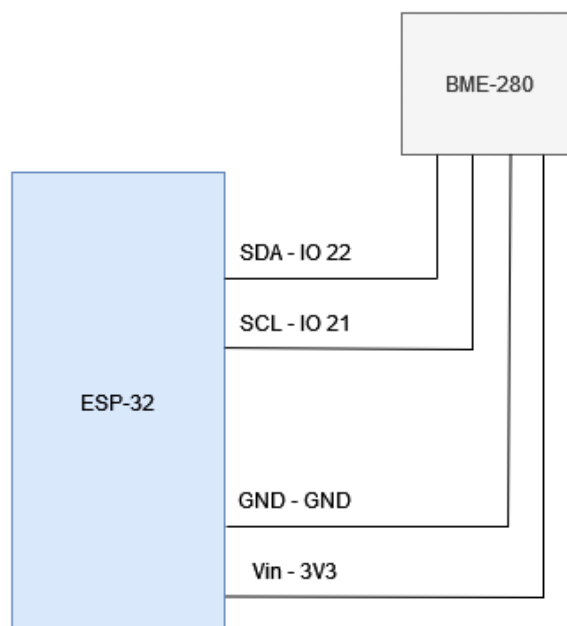 BME-280
SDA - IO 22
SCL - IO 21
ESP-32
GND - GND
Vin - 3V3